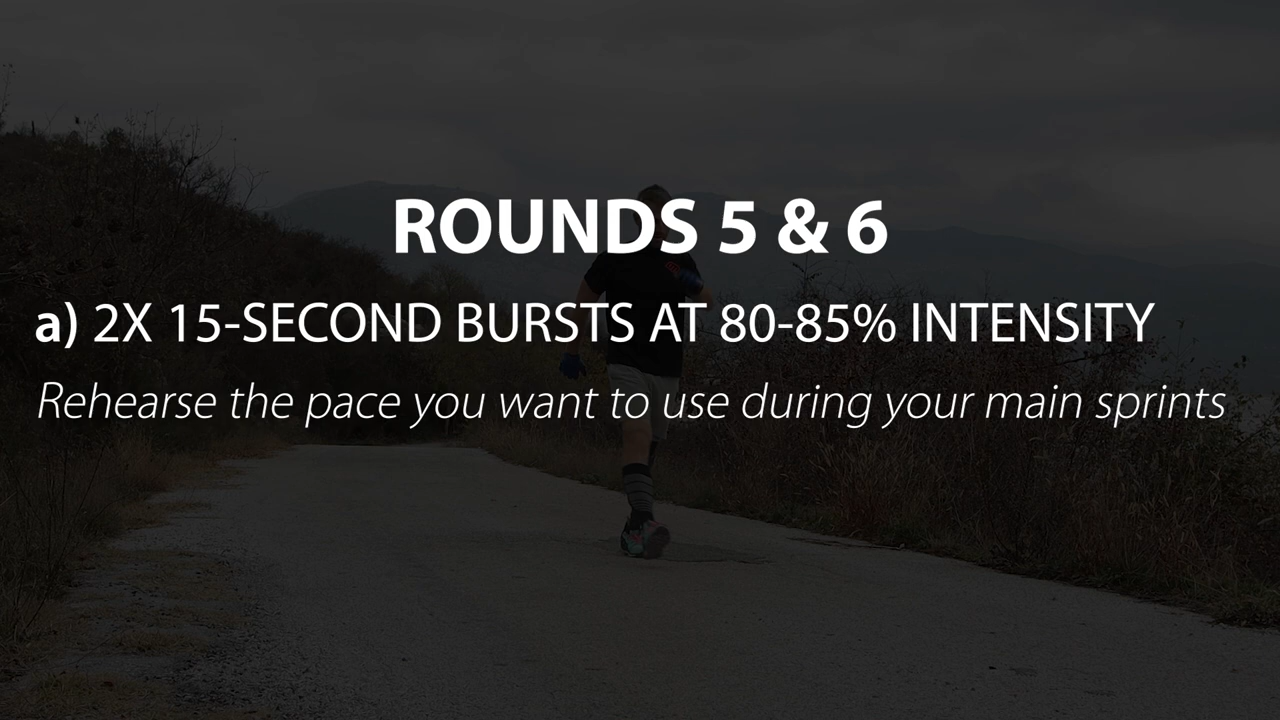 ROUNDS 5 & 6
a) 2X 15-SECOND BURSTS AT 80-85% INTENSITY
Rehearse the pace you want to use during your main sprints